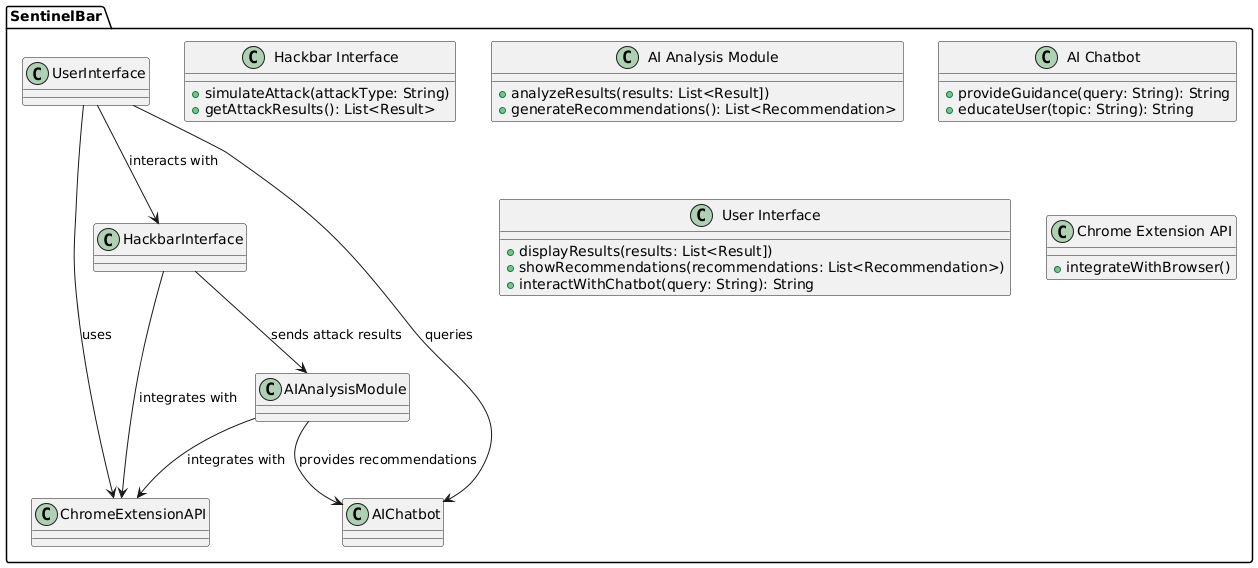 SentinelBar
C UserInterface
C Hackbar Interface
simulateAttack(attackType: String)
getAttackResults(): List<Result>
C AI Analysis Module
analyzeResults(results: List<Result])
generateRecommendations(): List<Recommendation>
C AI Chatbot
provideGuidance(query: String): String
educateUser(topic: String): String
interacts with
C HackbarInterface
C User Interface
displayResults(results: List<Result])
showRecommendations(recommendations: List<Recommendation>)
interactWithChatbot(query: String): String
C Chrome Extension API
integrateWithBrowser()
uses
sends attack results
queries
integrates with
C AIAnalysisModule
integrates with
provides recommendations
C ChromeExtensionAPI
C AIChatbot